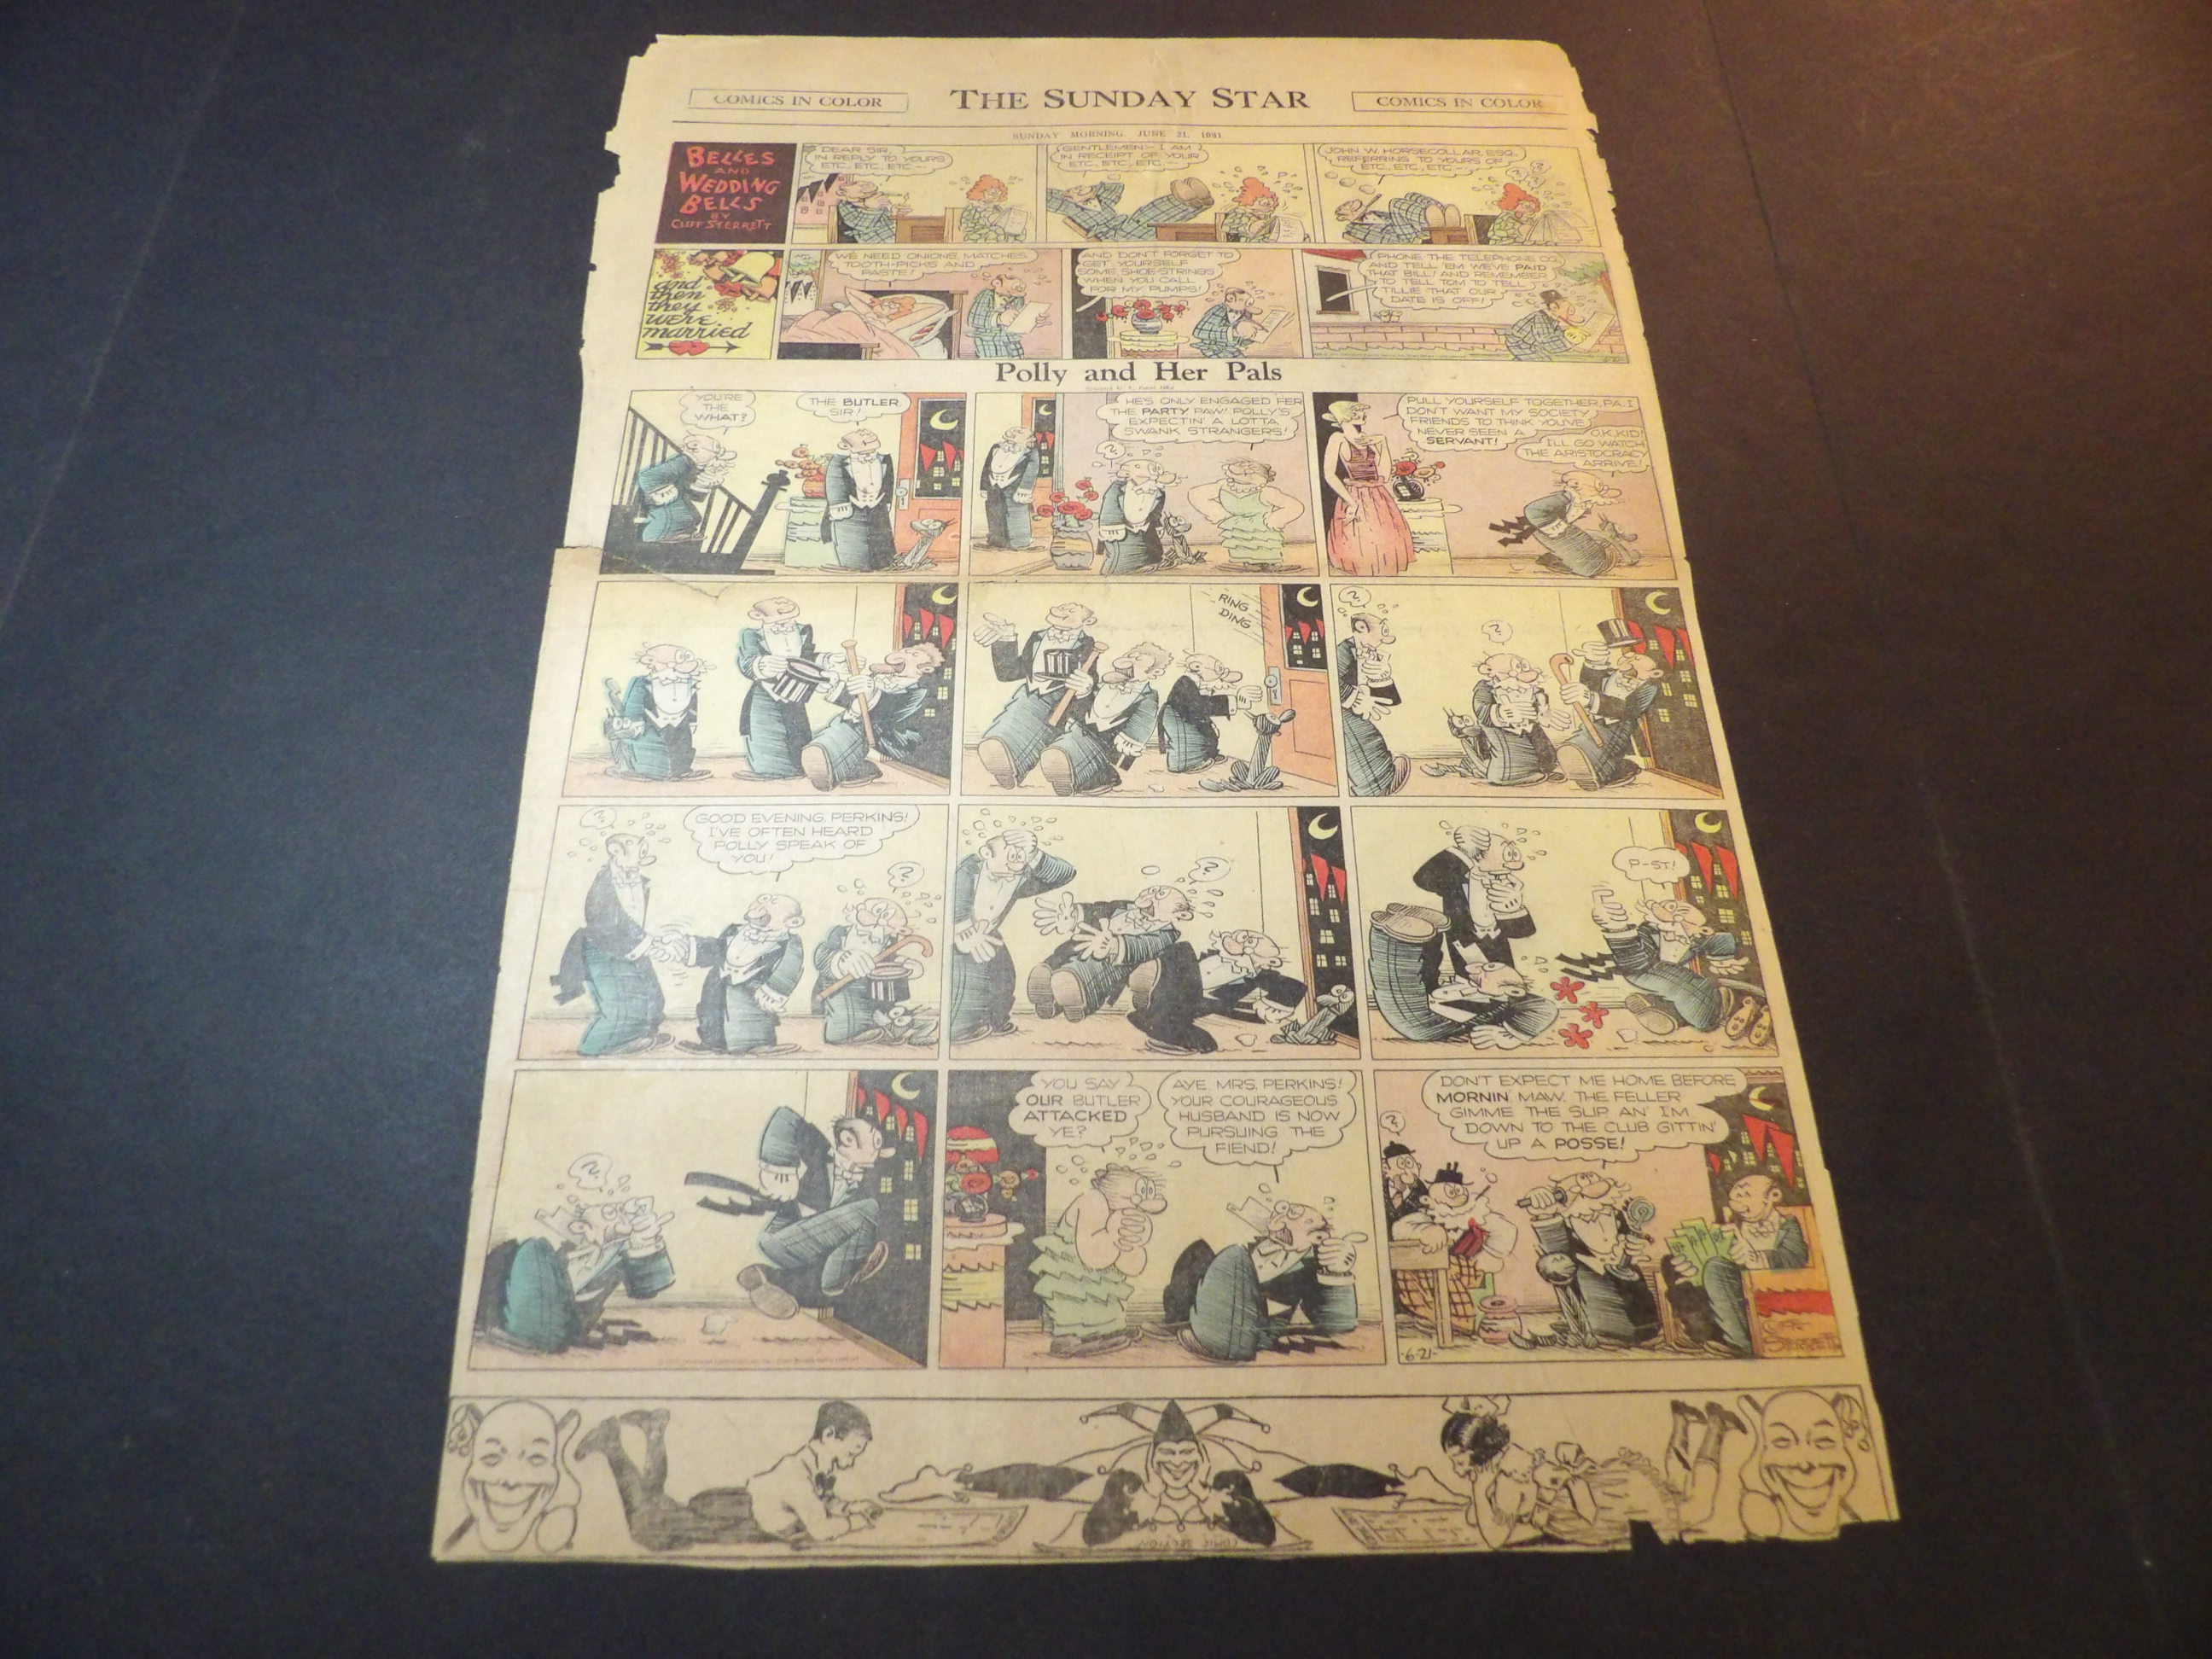 COMICS IN COLOR
THE SUNDAY STAR
COMICS IN COLOR
SUNDAY MORNING, JUNE 21, 1931
BELLES
AND
WEDDING
BELLS
BY
CLIFF STERRETT
DEAR SIR,
IN REPLY TO YOURS
ETC., ETC., ETC—
GENTLEMEN:- I AM
IN RECEIPT OF YOUR
ETC., ETC., ETC.—
JOHN W. HORSECOLLAR, ESQ.
REFERRING TO YOURS OF
ETC., ETC., ETC—
?
?
?
and
then
they
were
married
WE NEED ONIONS, MATCHES,
TOOTH-PICKS AND
PASTE!
AND DON'T FORGET TO
GET YOURSELF
SOME SHOE-STRINGS
WHEN YOU CALL
FOR MY PUMPS!
PHONE THE TELEPHONE CO.
AND TELL 'EM WE'VE PAID
THAT BILL! AND REMEMBER
TO TELL TOM TO TELL
TILLIE THAT OUR
DATE IS OFF!
Polly and Her Pals
YOU'RE
THE
WHAT?
THE BUTLER,
SIR!
HE'S ONLY ENGAGED FER
THE PARTY PAW! POLLY'S
EXPECTIN' A LOTTA
SWANK STRANGERS!
?
PULL YOURSELF TOGETHER, PA. I
DON'T WANT MY SOCIETY
FRIENDS TO THINK YOU'VE
NEVER SEEN A
SERVANT!
O.K, KID!
I'LL GO WATCH
THE ARISTOCRACY
ARRIVE!
RING
DING
?
?
?
GOOD EVENING, PERKINS!
I'VE OFTEN HEARD
POLLY SPEAK OF
YOU!
?
?
P-ST!
?
YOU SAY
OUR BUTLER
ATTACKED
YE?
AYE, MRS. PERKINS!
YOUR COURAGEOUS
HUSBAND IS NOW
PURSUING THE
FIEND!
DON'T EXPECT ME HOME BEFORE
MORNIN' MAW. THE FELLER
GIMME THE SLIP AN' I'M
DOWN TO THE CLUB GITTIN'
UP A POSSE!
?
6-21-
CLIFF
STERRETT
COMIC SECTION